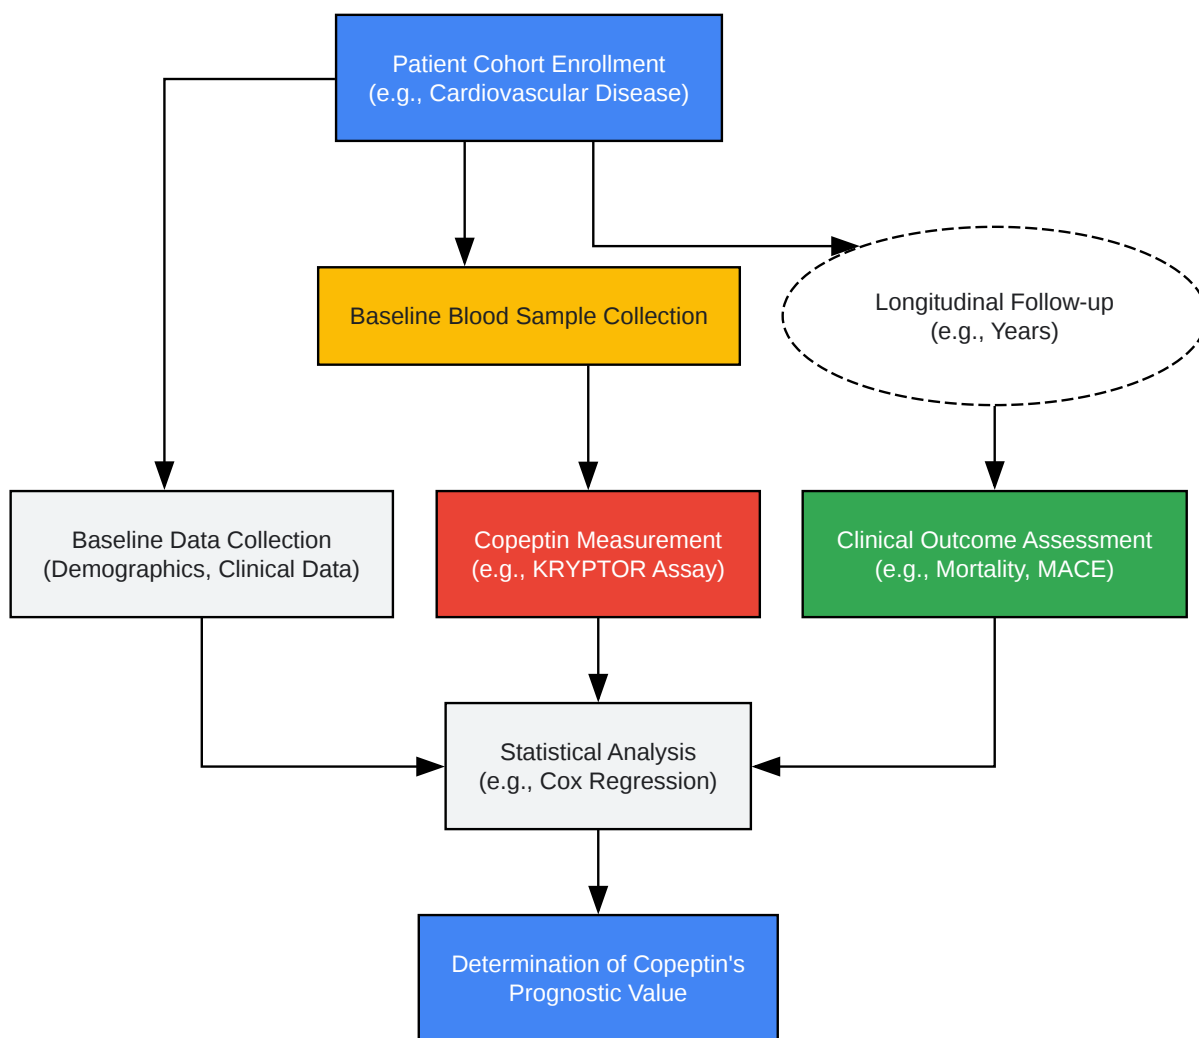 Patient Cohort Enrollment
(e.g., Cardiovascular Disease)
Baseline Blood Sample Collection
Longitudinal Follow-up
(e.g., Years)
Baseline Data Collection
(Demographics, Clinical Data)
Copeptin Measurement
(e.g., KRYPTOR Assay)
Clinical Outcome Assessment
(e.g., Mortality, MACE)
Statistical Analysis
(e.g., Cox Regression)
Determination of Copeptin's
Prognostic Value